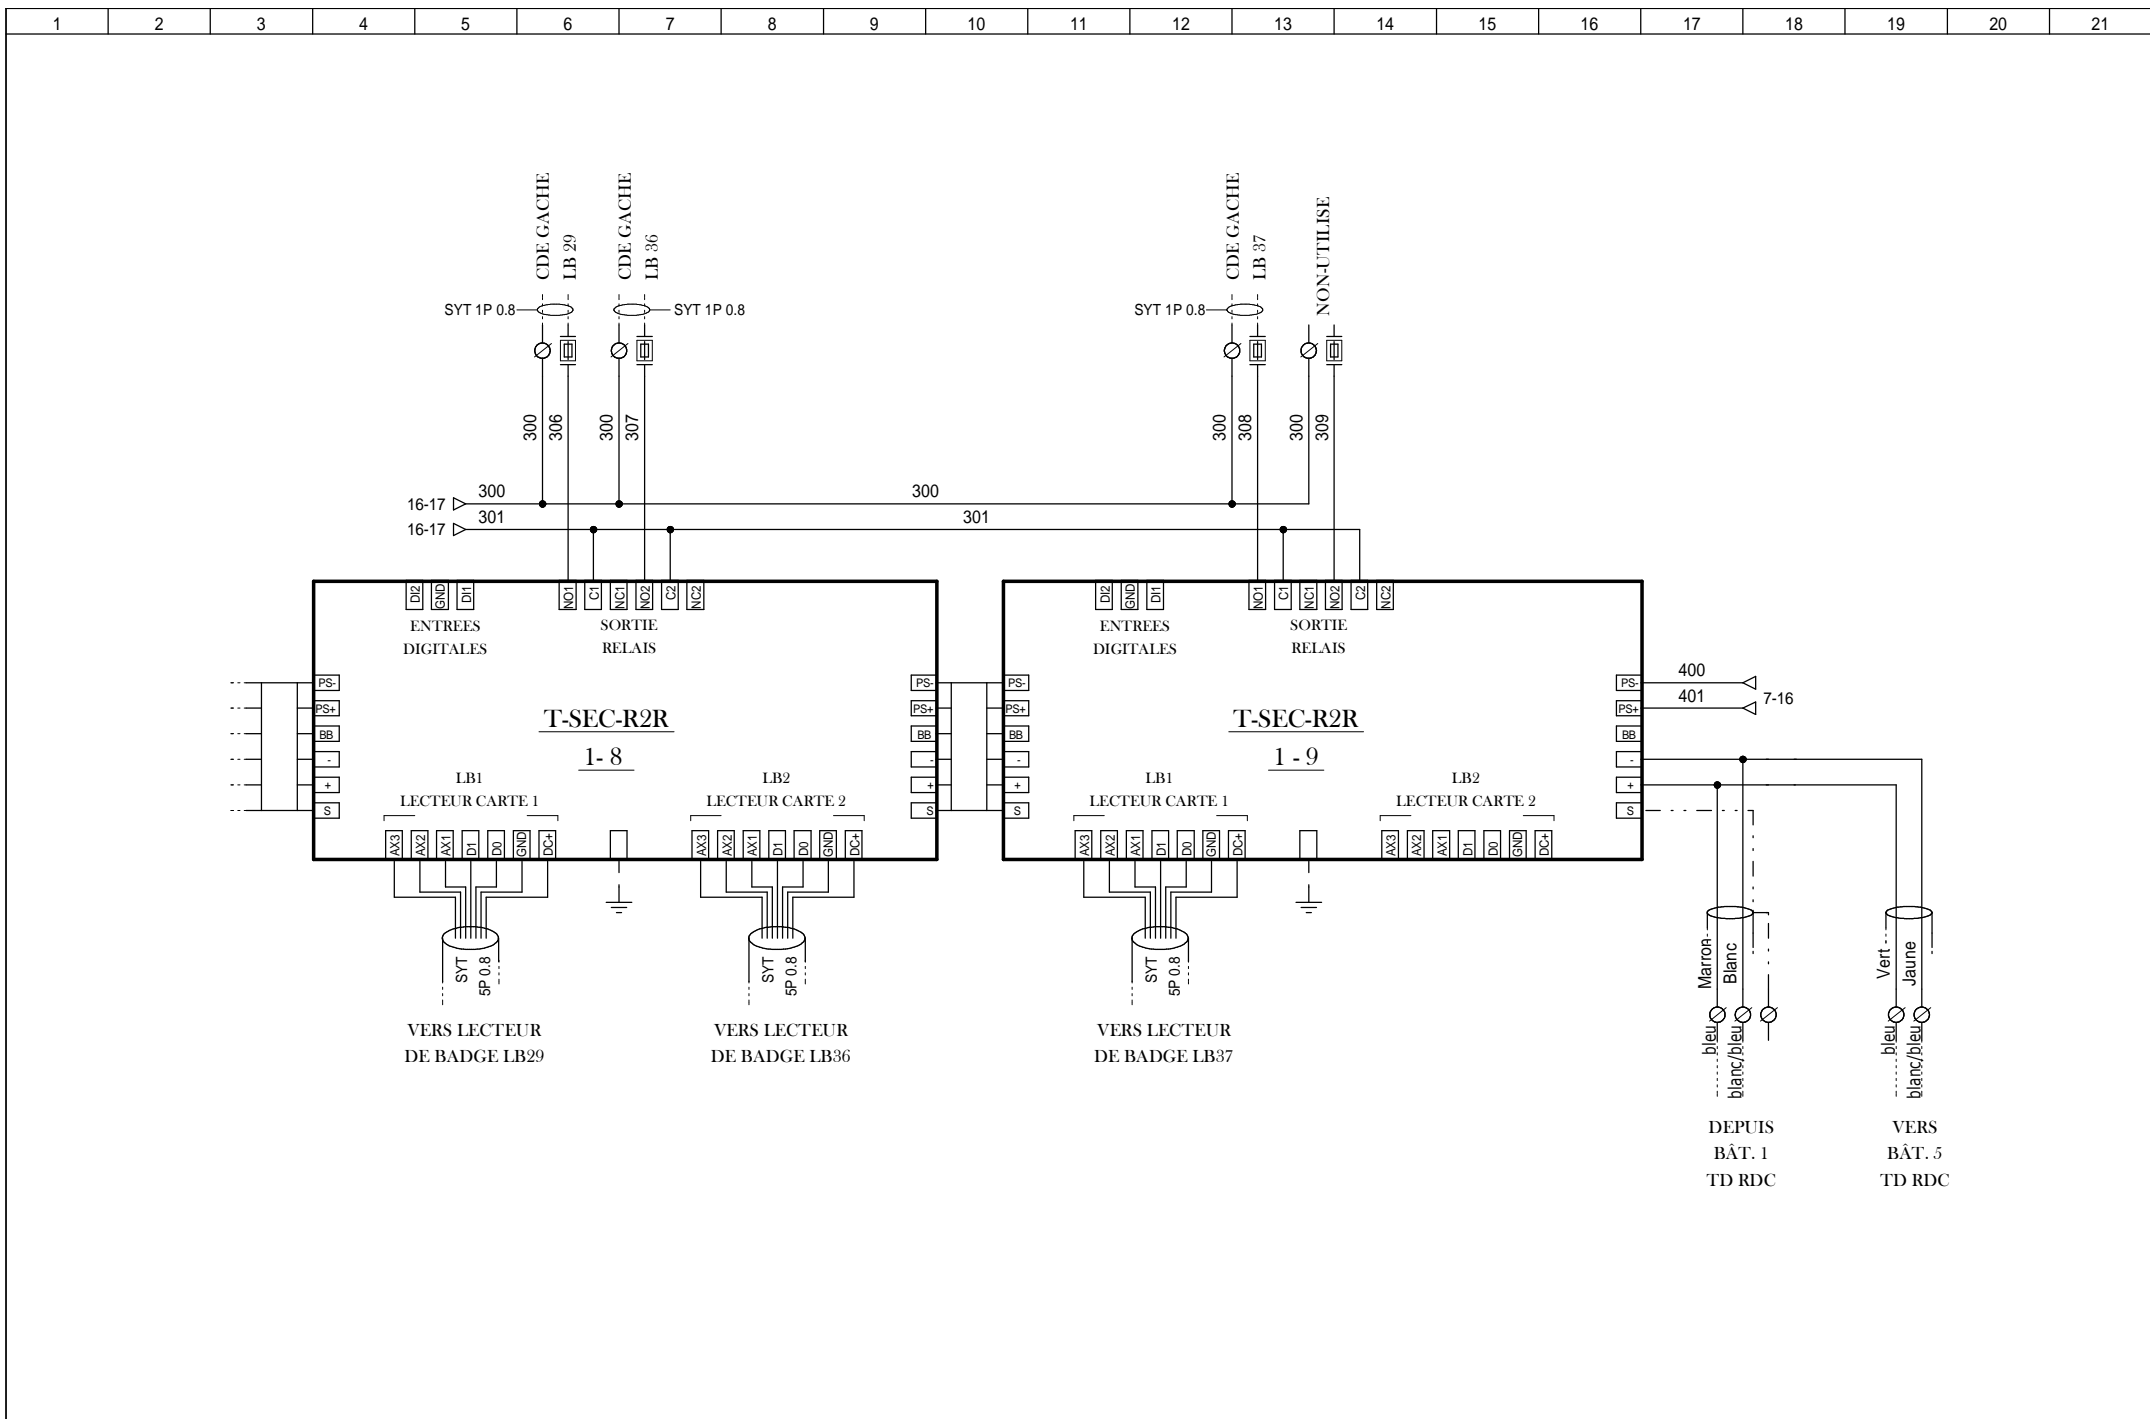 1 2 3 4 5 6 7 8 9 10 11 12 13 14 15 16 17 18 19 20 21
CDE GACHE
LB 29
CDE GACHE
LB 36
CDE GACHE
LB 37
NON-UTILISE
SYT 1P 0.8
SYT 1P 0.8
SYT 1P 0.8
300
306
300
307
300
308
300
309
16-17 300 300
16-17 301 301
DI2 GND DI1
NO1 C1 NC1 NO2 C2 NC2
DI2 GND DI1
NO1 C1 NC1 NO2 C2 NC2
ENTREES
DIGITALES
SORTIE
RELAIS
ENTREES
DIGITALES
SORTIE
RELAIS
PS-
PS+
BB
-
+
S
T-SEC-R2R
1- 8
PS-
PS+
BB
-
+
S
PS-
PS+
BB
-
+
S
T-SEC-R2R
1 - 9
PS-
PS+
BB
-
+
S
400
401
7-16
LB1
LECTEUR CARTE 1
LB2
LECTEUR CARTE 2
LB1
LECTEUR CARTE 1
LB2
LECTEUR CARTE 2
AX3 AX2 AX1 D1 D0 GND DC+
AX3 AX2 AX1 D1 D0 GND DC+
AX3 AX2 AX1 D1 D0 GND DC+
AX3 AX2 AX1 D1 D0 GND DC+
SYT
5P 0.8
SYT
5P 0.8
SYT
5P 0.8
VERS LECTEUR
DE BADGE LB29
VERS LECTEUR
DE BADGE LB36
VERS LECTEUR
DE BADGE LB37
Marron
Blanc
Vert
Jaune
bleu
blanc/bleu
bleu
blanc/bleu
DEPUIS
BÂT. 1
TD RDC
VERS
BÂT. 5
TD RDC